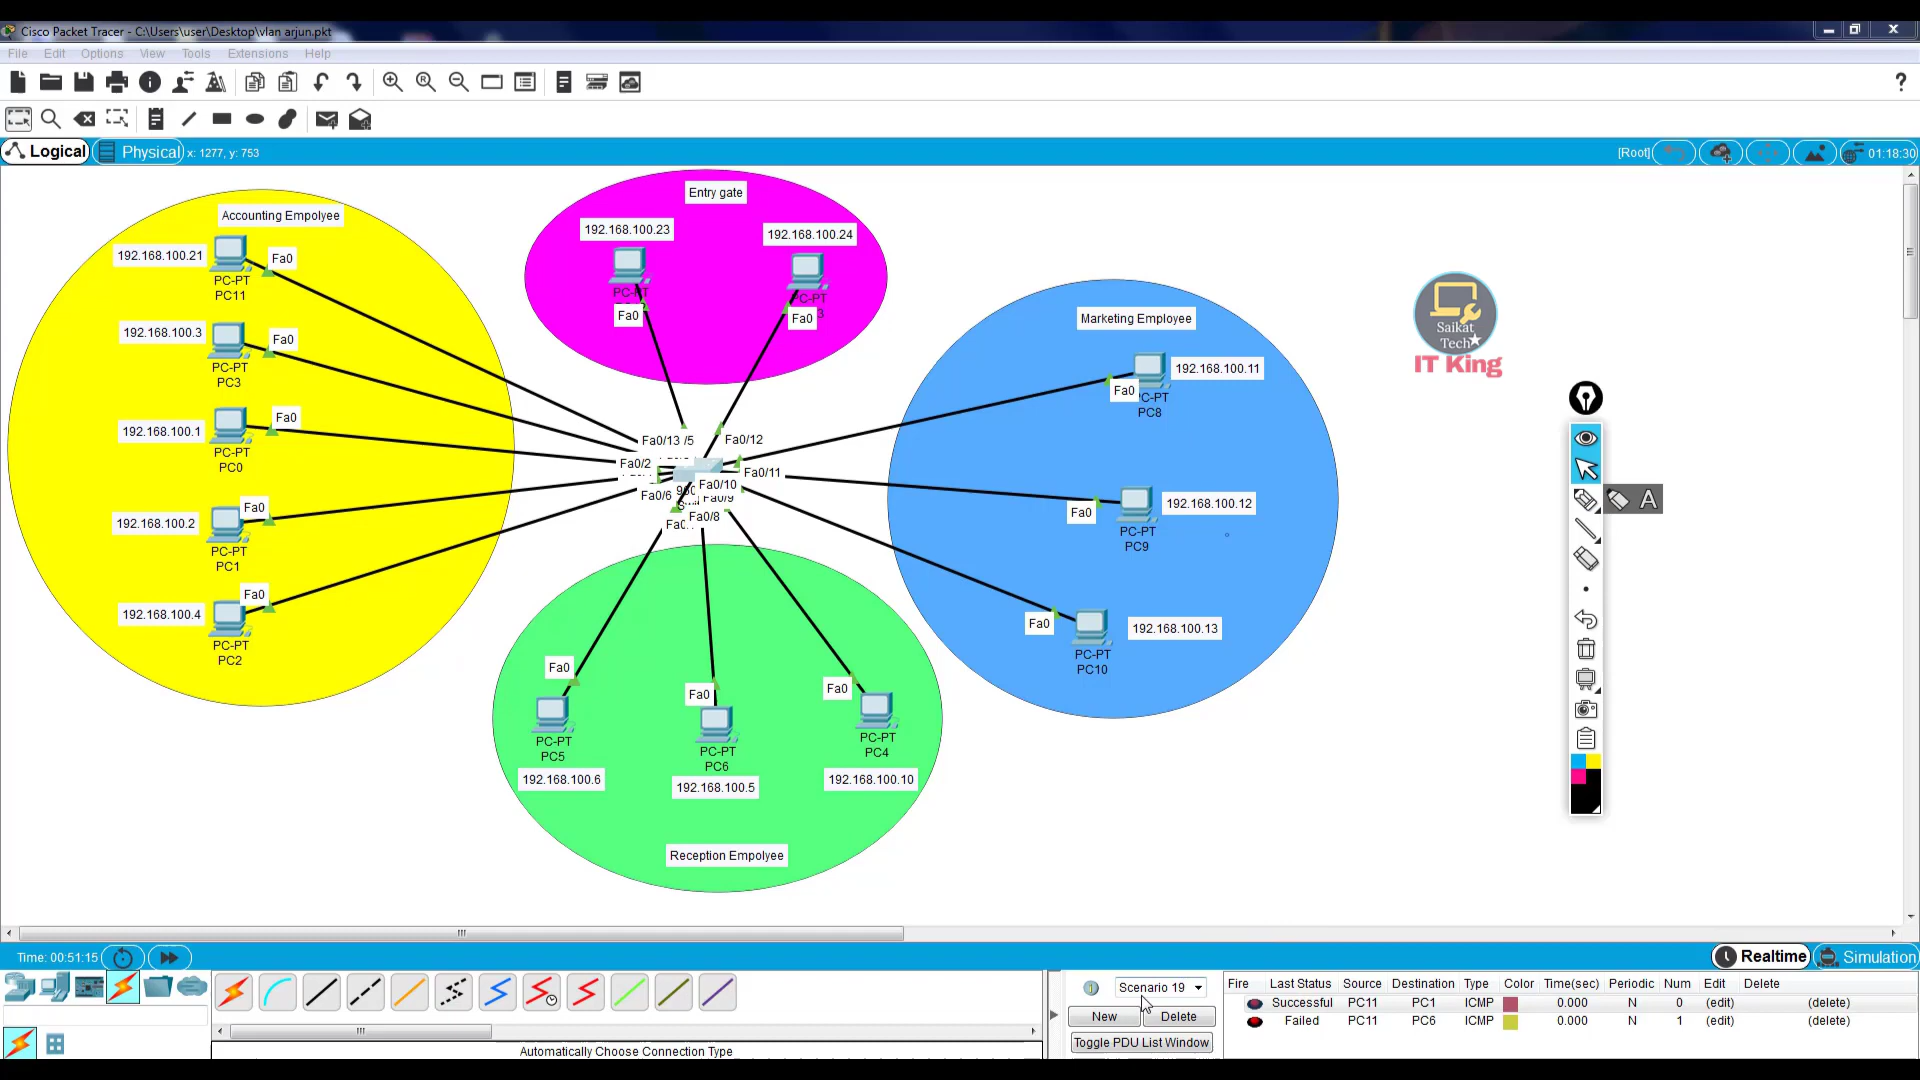 Cisco Packet Tracer - C:\Users\user\Desktop\vlan arjun.pkt
File Edit Options View Tools Extensions Help
Logical Physical x: 1277, y: 753 [Root] 01:18:30
Entry gate
Accounting Empolyee
192.168.100.23
192.168.100.24
192.168.100.21
Fa0
PC-PT
PC11
PC-PT
Fa0
PC-PT
Fa0
Marketing Employee
192.168.100.3
Fa0
PC-PT
PC3
192.168.100.11
Fa0
PC-PT
PC8
Saikat
Tech
IT King
192.168.100.1
Fa0
PC-PT
PC0
Fa0/13 /5
Fa0/12
Fa0/2
Fa0/11
Fa0/10
Fa0/6
Fa0/9
Fa0/8
192.168.100.2
Fa0
PC-PT
PC1
192.168.100.12
Fa0
PC-PT
PC9
A
192.168.100.4
Fa0
PC-PT
PC2
192.168.100.13
Fa0
PC-PT
PC10
Fa0
PC-PT
PC5
192.168.100.6
Fa0
PC-PT
PC6
192.168.100.5
Fa0
PC-PT
PC4
192.168.100.10
Reception Empolyee
Time: 00:51:15 Realtime Simulation
Scenario 19
New Delete
Toggle PDU List Window
Fire Last Status Source Destination Type Color Time(sec) Periodic Num Edit Delete
Successful PC11 PC1 ICMP 0.000 N 0 (edit) (delete)
Failed PC11 PC6 ICMP 0.000 N 1 (edit) (delete)
Automatically Choose Connection Type